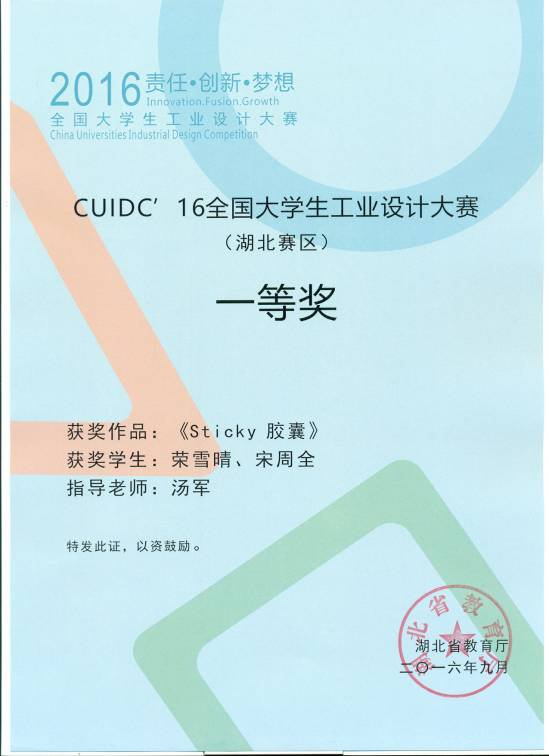 2016 责任·创新·梦想
Innovation.Fusion.Growth
全国大学生工业设计大赛
China Universities Industrial Design Competition
CUIDC’16全国大学生工业设计大赛
（湖北赛区）
一等奖
获奖作品：《Sticky 胶囊》
获奖学生：荣雪晴、宋周全
指导老师：汤军
特发此证，以资鼓励。
湖北省教育厅
湖北省教育厅
二〇一六年九月